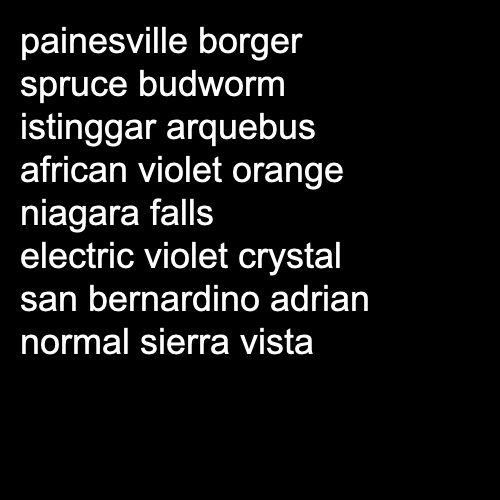 painesville borger
spruce budworm
istinggar arquebus
african violet orange
niagara falls
electric violet crystal
san bernardino adrian
normal sierra vista